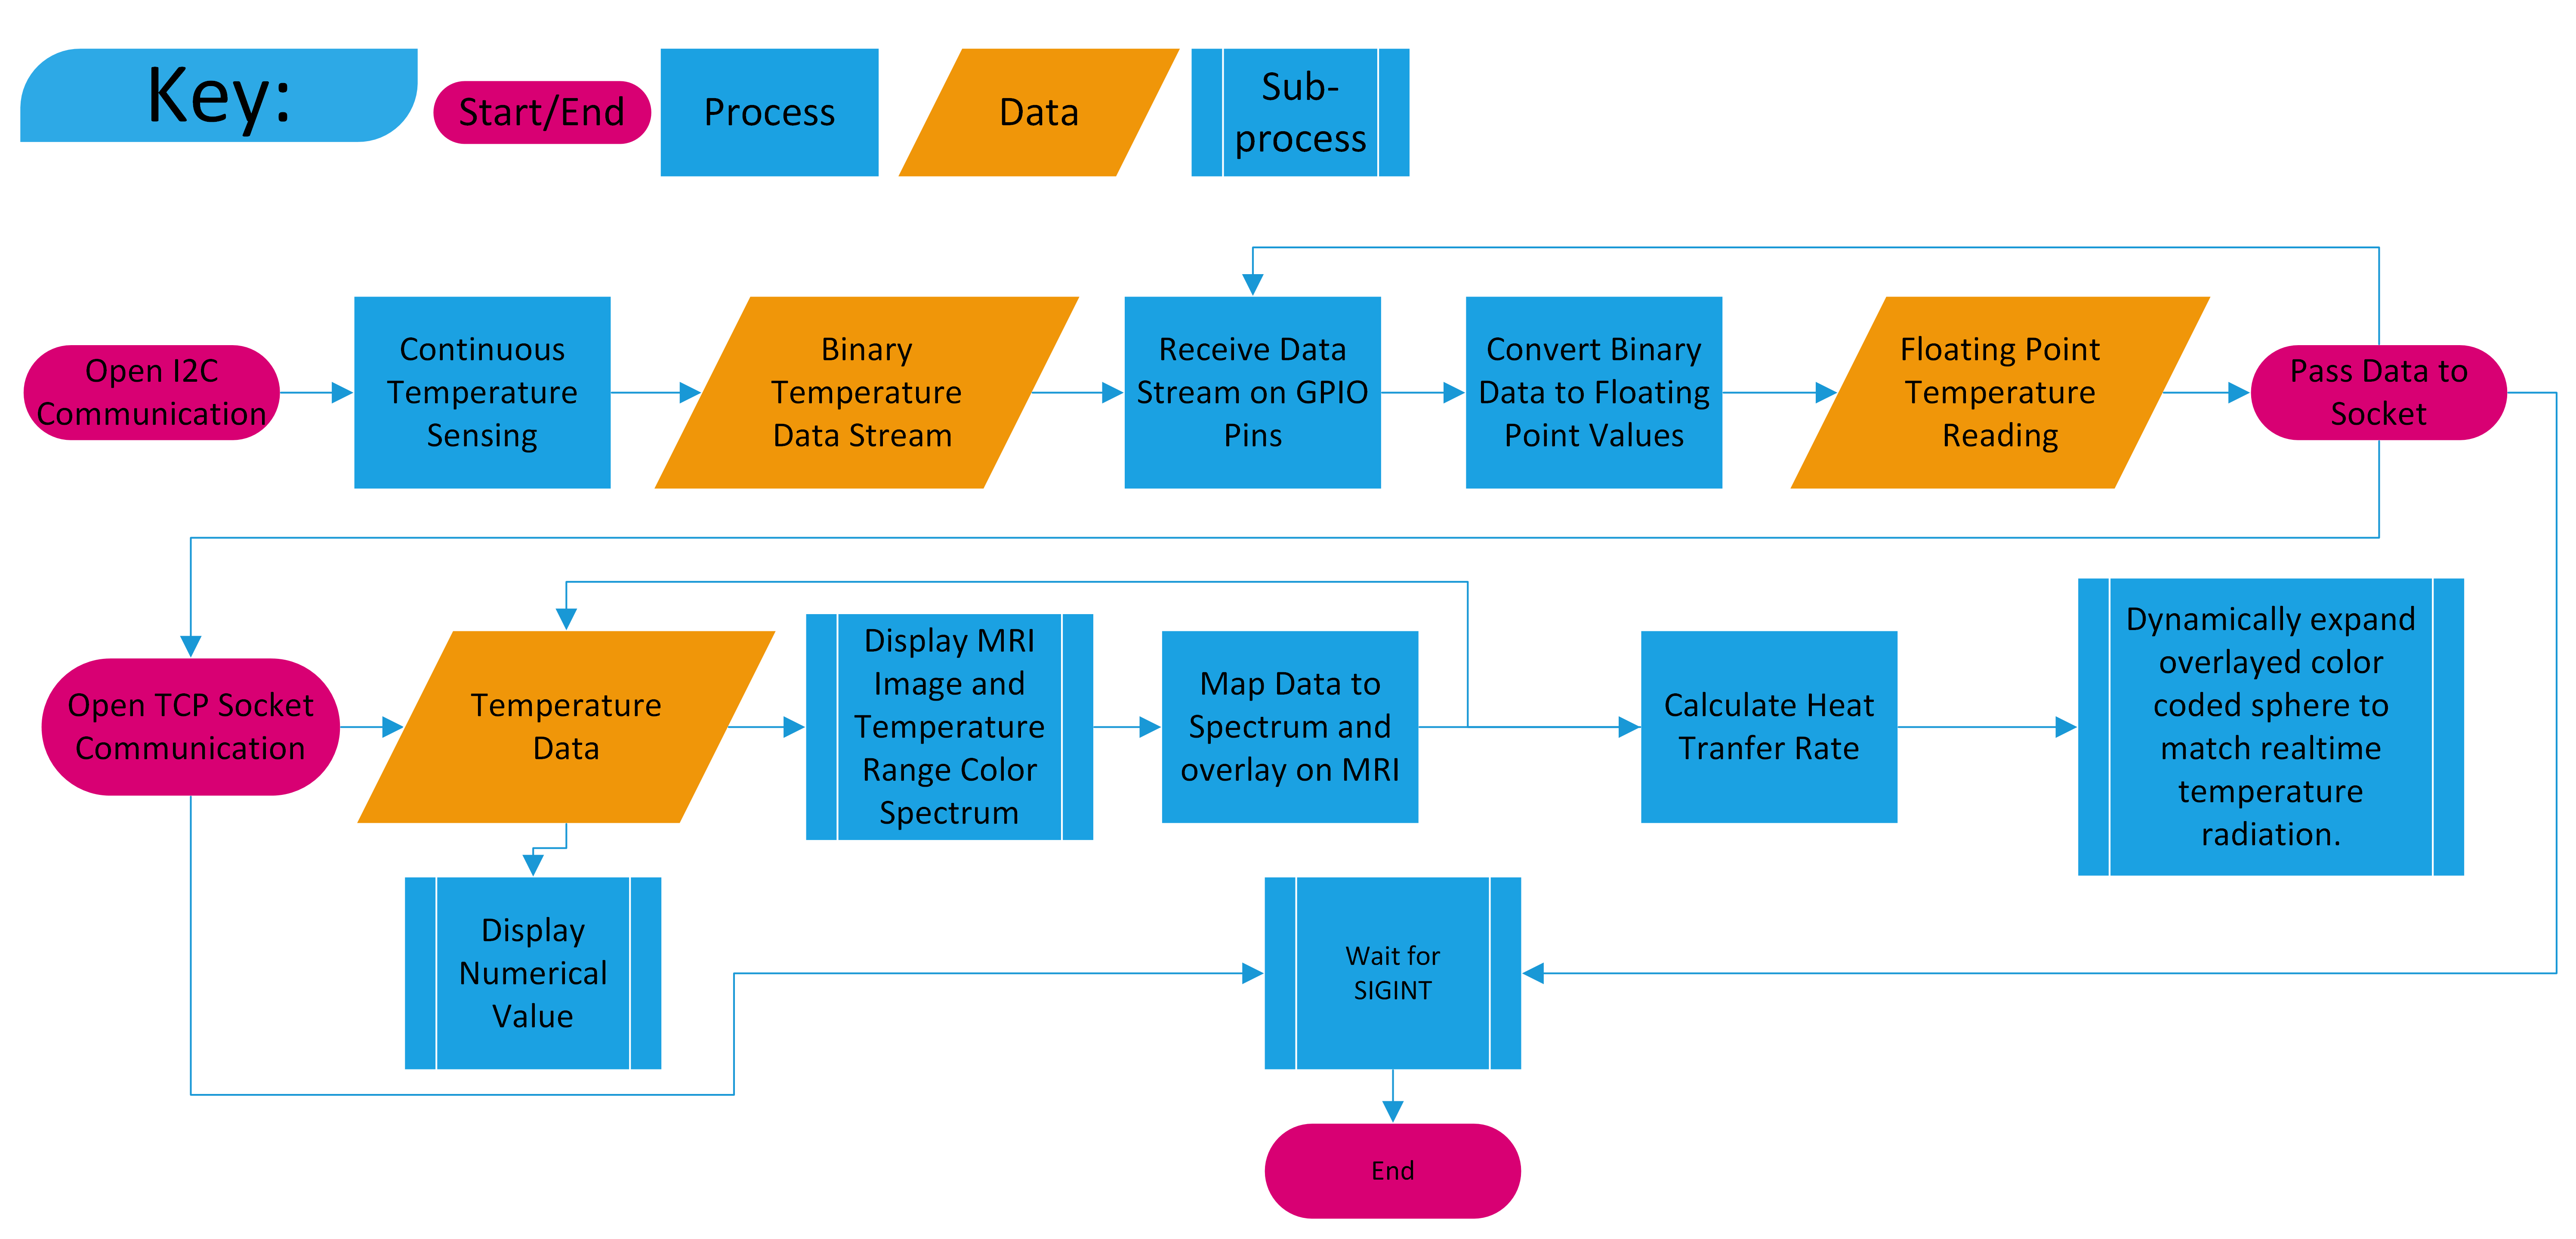 Key:
Start/End
Process
Data
Sub-
process
Open I2C
Communication
Continuous
Temperature
Sensing
Binary
Temperature
Data Stream
Receive Data
Stream on GPIO
Pins
Convert Binary
Data to Floating
Point Values
Floating Point
Temperature
Reading
Pass Data to
Socket
Open TCP Socket
Communication
Temperature
Data
Display MRI
Image and
Temperature
Range Color
Spectrum
Map Data to
Spectrum and
overlay on MRI
Calculate Heat
Tranfer Rate
Dynamically expand
overlayed color
coded sphere to
match realtime
temperature
radiation.
Display
Numerical
Value
Wait for
SIGINT
End